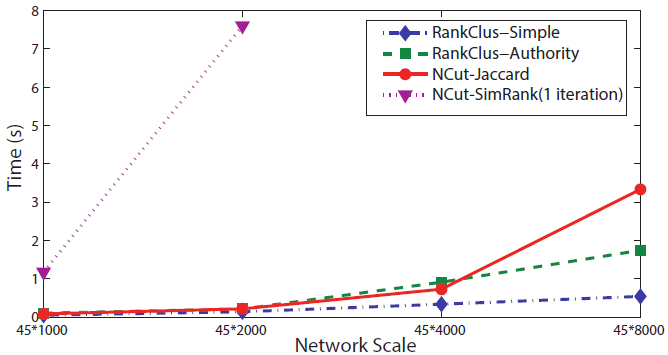 8
7
6
5
4
3
2
1
0
Time (s)
RankClus−Simple
RankClus−Authority
NCut-Jaccard
NCut-SimRank(1 iteration)
45*1000 45*2000 45*4000 45*8000
Network Scale